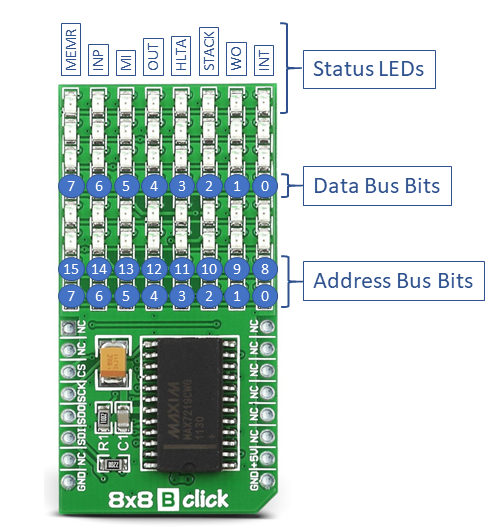 MEMR INP MI OUT HLTA STACK WO INT
Status LEDs
7 6 5 4 3 2 1 0
Data Bus Bits
15 14 13 12 11 10 9 8
Address Bus Bits
7 6 5 4 3 2 1 0
NC NC
NC NC
CS NC
SCK NC
SDO NC
SDI NC
NC +5V
GND GND
R1 C1
MAXIM
MAX7219CWG
1130
8x8 B click